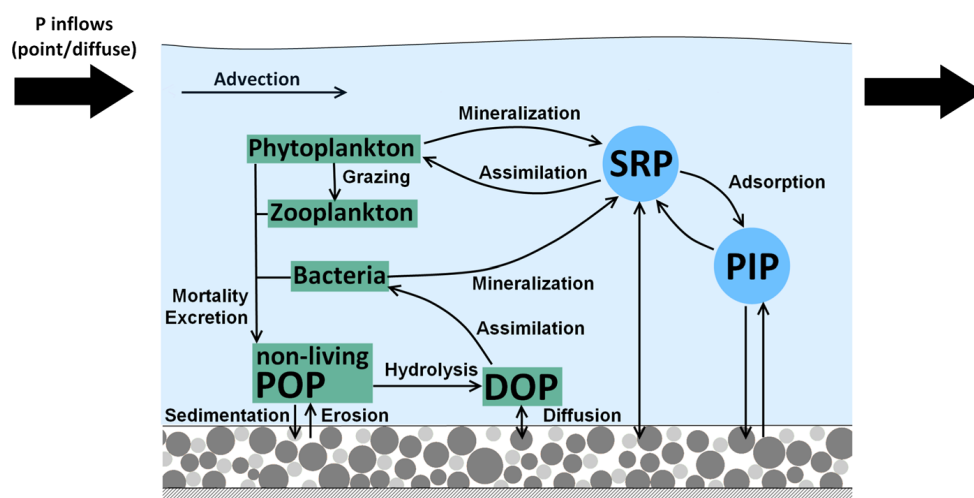 P inflows
(point/diffuse)
Advection
Mineralization
Phytoplankton
SRP
Assimilation
Grazing
Adsorption
Zooplankton
PIP
Bacteria
Mineralization
Mortality
Excretion
Assimilation
non-living
POP
Hydrolysis
DOP
Sedimentation
Erosion
Diffusion